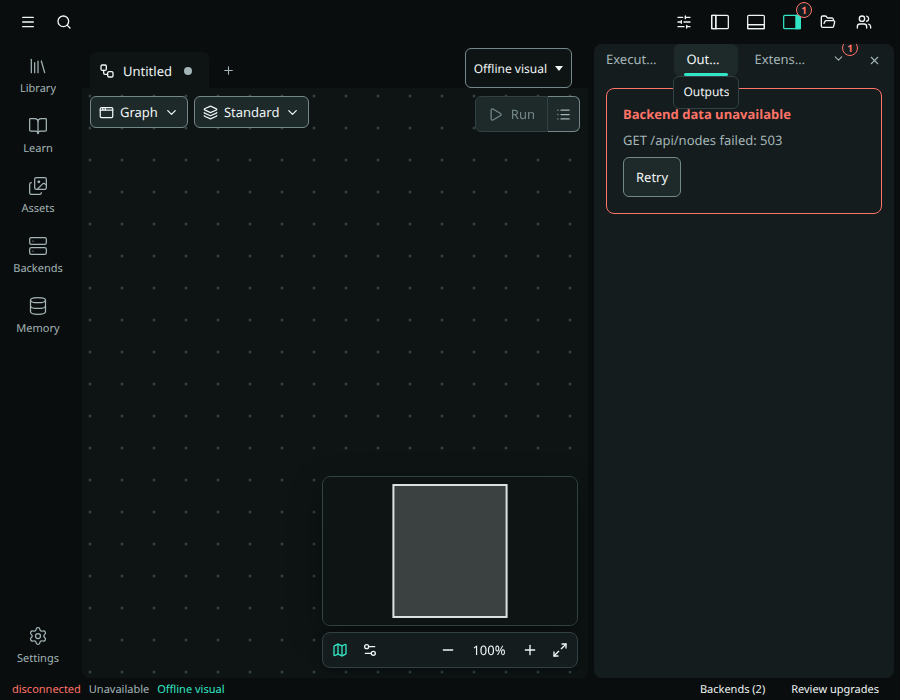 1
Library
Learn
Assets
Backends
Memory
Settings
Untitled
Offline visual
Graph
Standard
Run
100%
Execut...
Out...
Extens...
1
Outputs
Backend data unavailable
GET /api/nodes failed: 503
Retry
disconnected
Unavailable
Offline visual
Backends (2)
Review upgrades